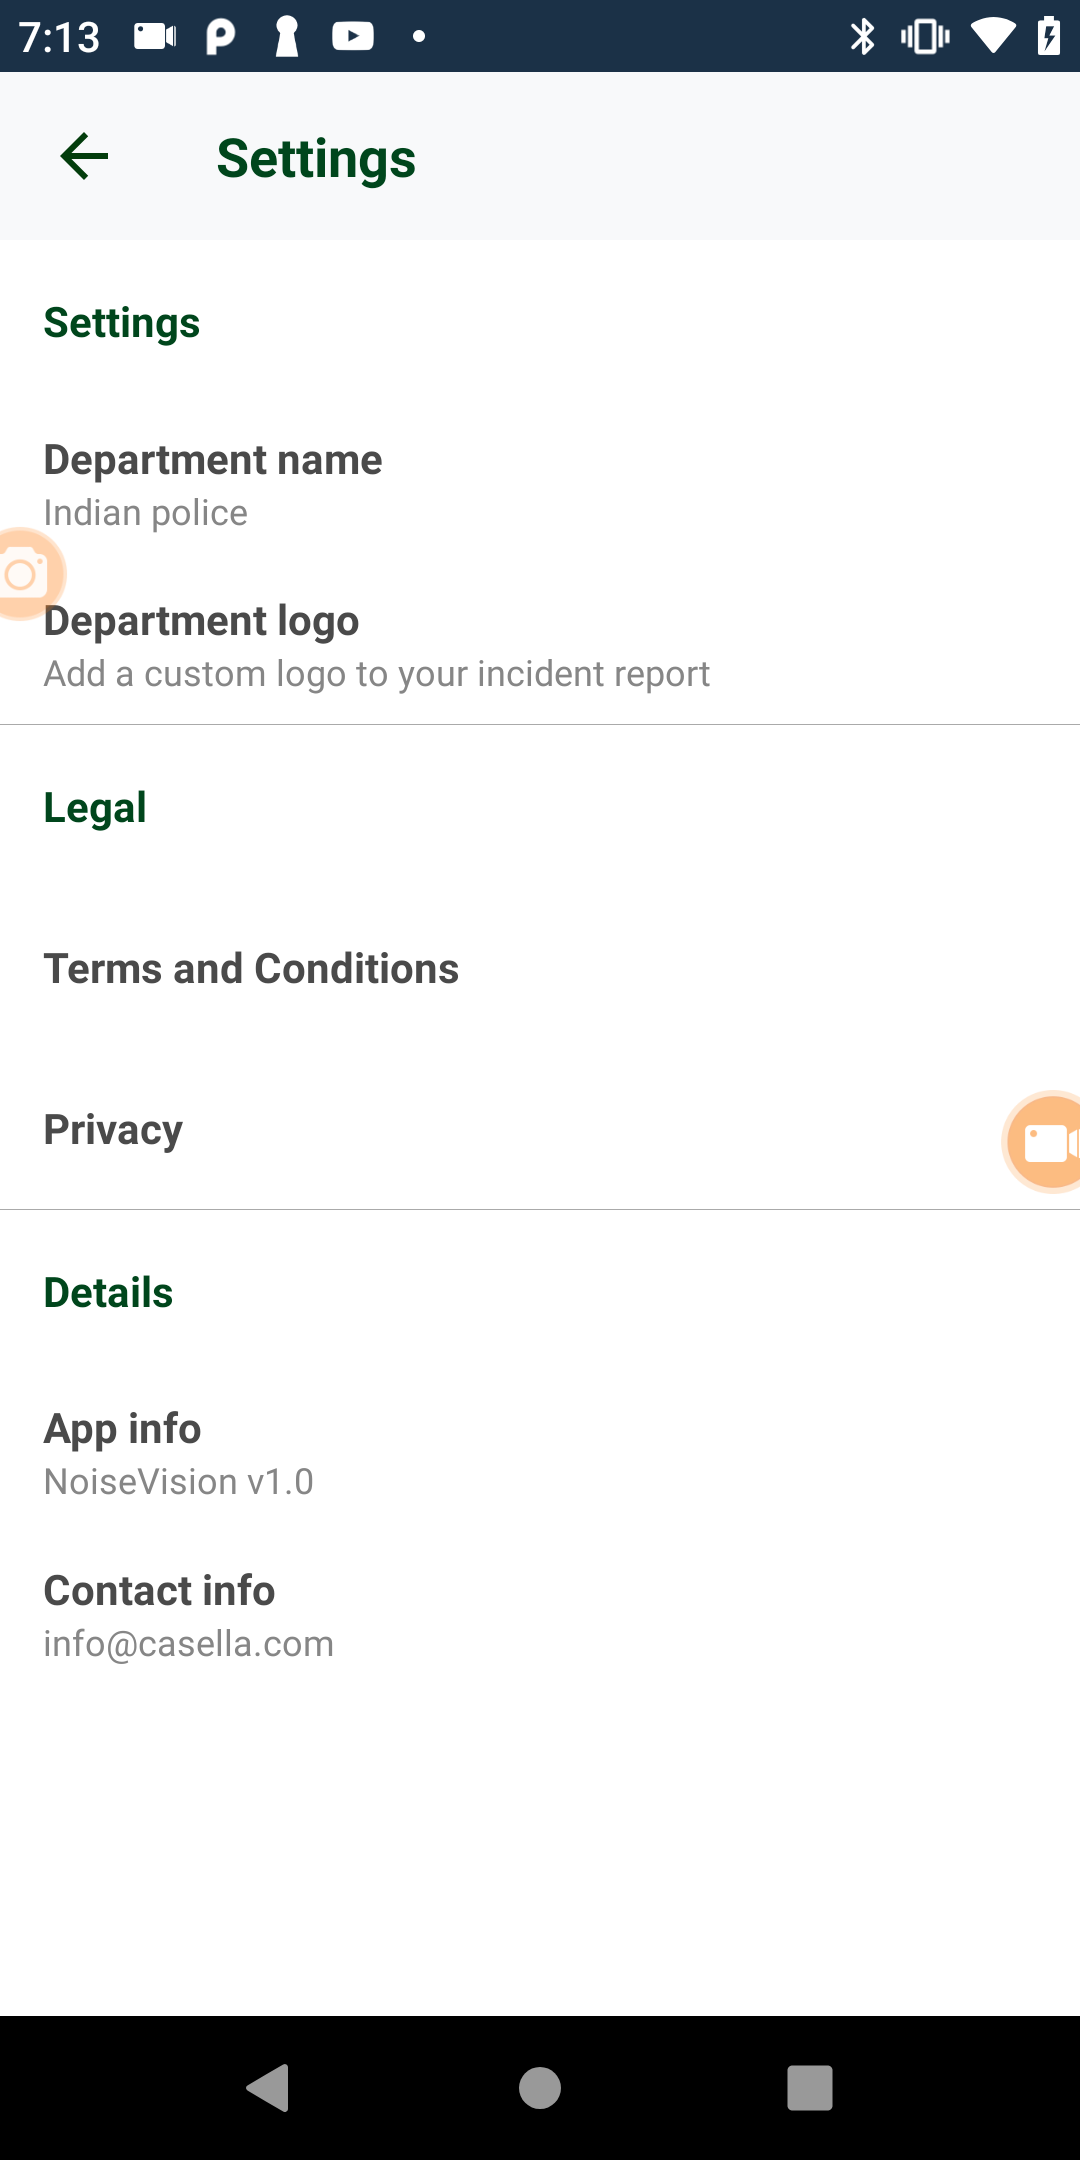 7:13
Settings
Settings
Department name
Indian police
Department logo
Add a custom logo to your incident report
Legal
Terms and Conditions
Privacy
Details
App info
NoiseVision v1.0
Contact info
info@casella.com